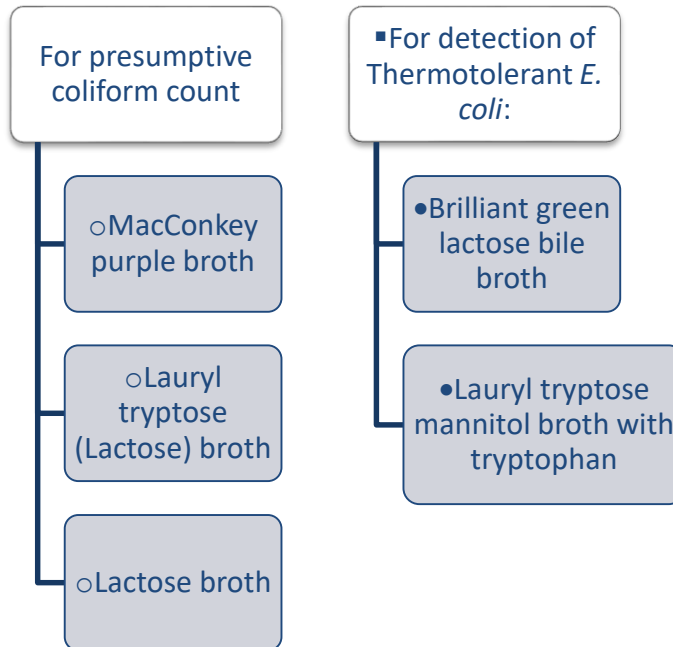 For presumptive
coliform count
○MacConkey
purple broth
○Lauryl
tryptose
(Lactose) broth
○Lactose broth
▪For detection of
Thermotolerant E.
coli:
•Brilliant green
lactose bile
broth
•Lauryl tryptose
mannitol broth with
tryptophan